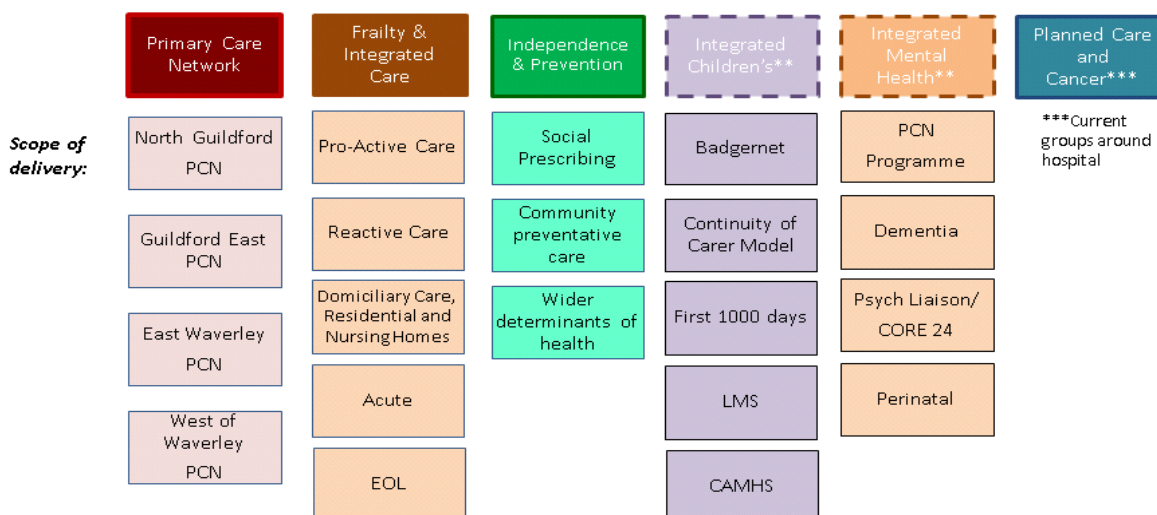 Primary Care
Network
Frailty &
Integrated
Care
Independence
& Prevention
Integrated
Children's**
Integrated
Mental
Health**
Planned Care
and
Cancer***
Scope of
delivery:
North Guildford
PCN
Guildford East
PCN
East Waverley
PCN
West of
Waverley
PCN
Pro-Active Care
Reactive Care
Domiciliary Care,
Residential and
Nursing Homes
Acute
EOL
Social
Prescribing
Community
preventative
care
Wider
determinants of
health
Badgernet
Continuity of
Carer Model
First 1000 days
LMS
CAMHS
PCN
Programme
Dementia
Psych Liaison/
CORE 24
Perinatal
***Current
groups around
hospital